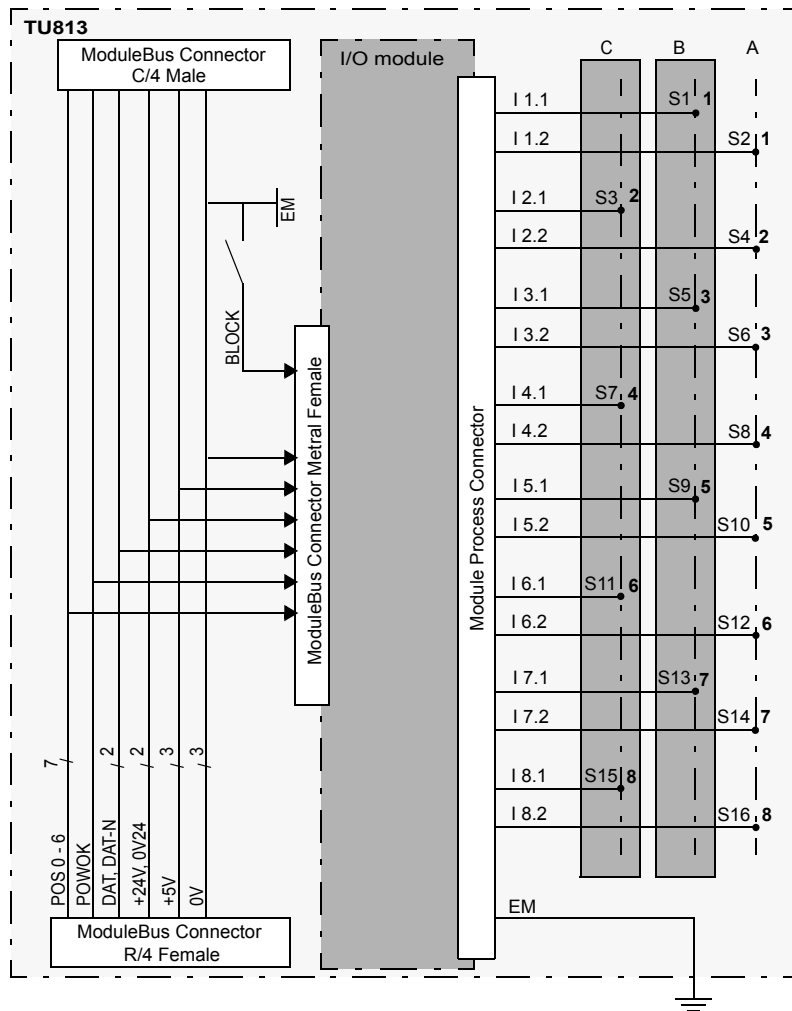 TU813
ModuleBus Connector
C/4 Male
I/O module
C B A
I 1.1 S1 1
I 1.2 S2 1
I 2.1 S3 2
I 2.2 S4 2
I 3.1 S5 3
I 3.2 S6 3
I 4.1 S7 4
I 4.2 S8 4
I 5.1 S9 5
I 5.2 S10 5
I 6.1 S11 6
I 6.2 S12 6
I 7.1 S13 7
I 7.2 S14 7
I 8.1 S15 8
I 8.2 S16 8
EM
EM
BLOCK
ModuleBus Connector Metral Female
Module Process Connector
7 2 2 3 3
POS 0 - 6
POWOK
DAT, DAT-N
+24V, 0V24
+5V
0V
ModuleBus Connector
R/4 Female